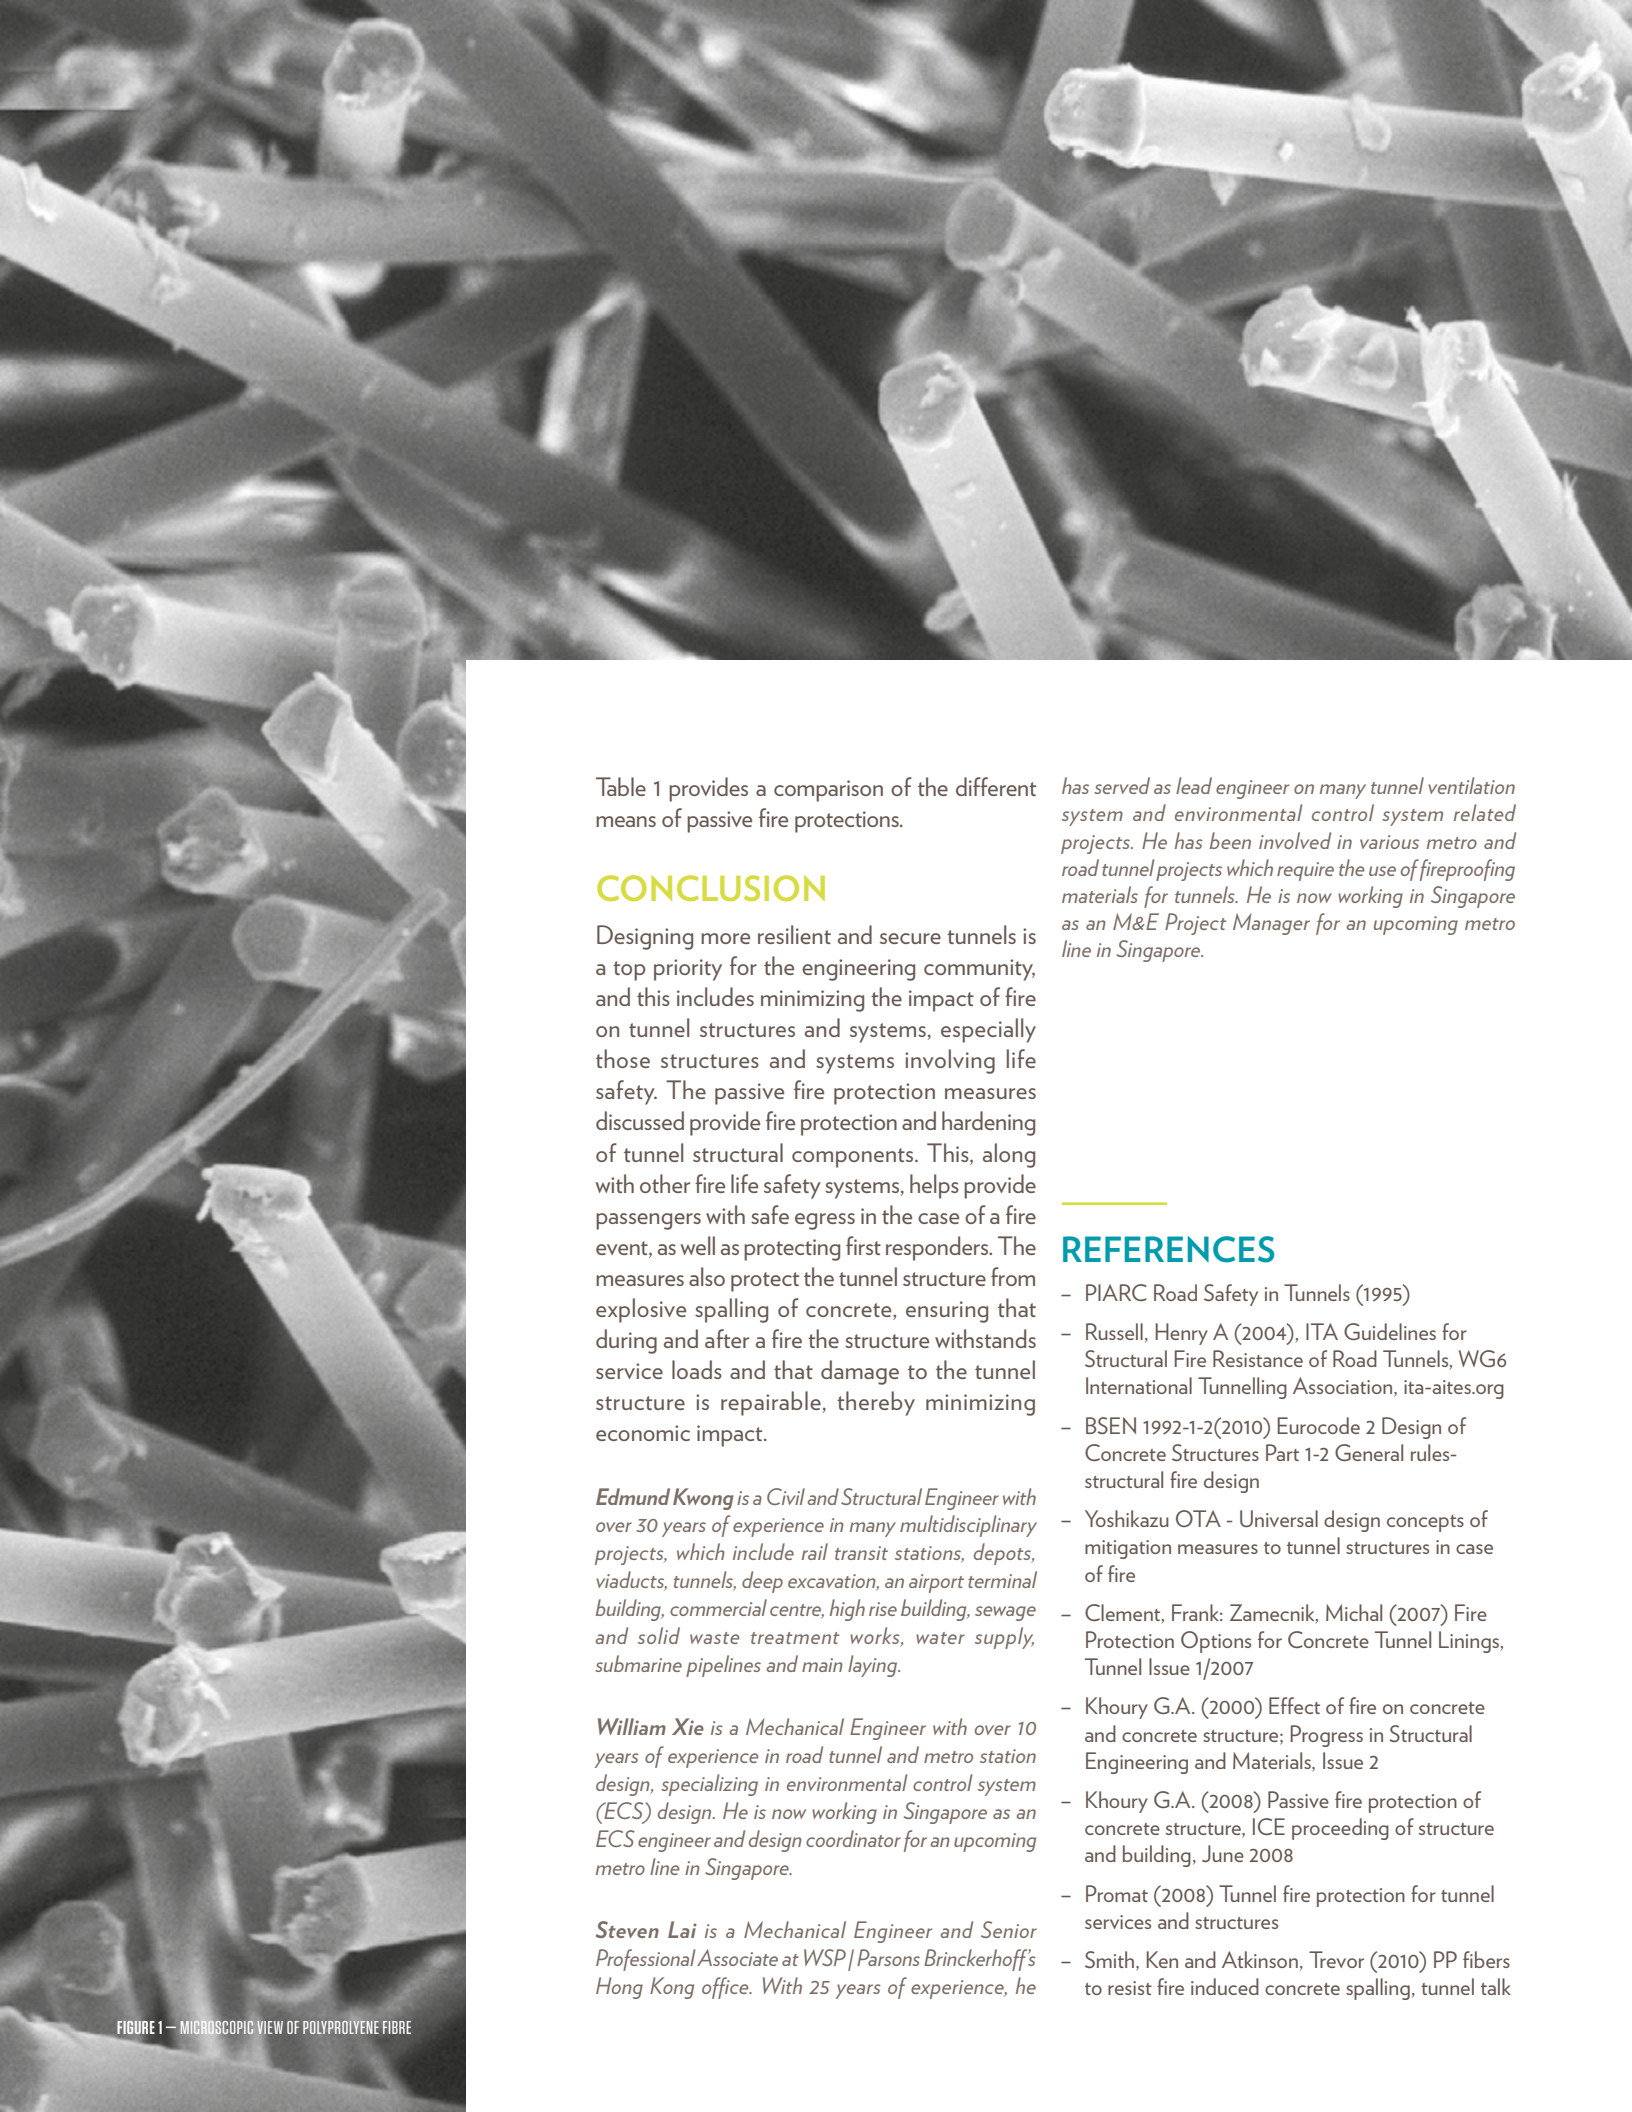 Table 1 provides a comparison of the different
means of passive fire protections.
CONCLUSION
Designing more resilient and secure tunnels is
a top priority for the engineering community,
and this includes minimizing the impact of fire
on tunnel structures and systems, especially
those structures and systems involving life
safety. The passive fire protection measures
discussed provide fire protection and hardening
of tunnel structural components. This, along
with other fire life safety systems, helps provide
passengers with safe egress in the case of a fire
event, as well as protecting first responders. The
measures also protect the tunnel structure from
explosive spalling of concrete, ensuring that
during and after a fire the structure withstands
service loads and that damage to the tunnel
structure is repairable, thereby minimizing
economic impact.
Edmund Kwong is a Civil and Structural Engineer with
over 30 years of experience in many multidisciplinary
projects, which include rail transit stations, depots,
viaducts, tunnels, deep excavation, an airport terminal
building, commercial centre, high rise building, sewage
and solid waste treatment works, water supply,
submarine pipelines and main laying.
William Xie is a Mechanical Engineer with over 10
years of experience in road tunnel and metro station
design, specializing in environmental control system
(ECS) design. He is now working in Singapore as an
ECS engineer and design coordinator for an upcoming
metro line in Singapore.
Steven Lai is a Mechanical Engineer and Senior
Professional Associate at WSP | Parsons Brinckerhoff's
Hong Kong office. With 25 years of experience, he
has served as lead engineer on many tunnel ventilation
system and environmental control system related
projects. He has been involved in various metro and
road tunnel projects which require the use of fireproofing
materials for tunnels. He is now working in Singapore
as an M&E Project Manager for an upcoming metro
line in Singapore.
REFERENCES
– PIARC Road Safety in Tunnels (1995)
– Russell, Henry A (2004), ITA Guidelines for
Structural Fire Resistance of Road Tunnels, WG6
International Tunnelling Association, ita-aites.org
– BSEN 1992-1-2(2010) Eurocode 2 Design of
Concrete Structures Part 1-2 General rules-
structural fire design
– Yoshikazu OTA - Universal design concepts of
mitigation measures to tunnel structures in case
of fire
– Clement, Frank: Zamecnik, Michal (2007) Fire
Protection Options for Concrete Tunnel Linings,
Tunnel Issue 1/2007
– Khoury G.A. (2000) Effect of fire on concrete
and concrete structure; Progress in Structural
Engineering and Materials, Issue 2
– Khoury G.A. (2008) Passive fire protection of
concrete structure, ICE proceeding of structure
and building, June 2008
– Promat (2008) Tunnel fire protection for tunnel
services and structures
– Smith, Ken and Atkinson, Trevor (2010) PP fibers
to resist fire induced concrete spalling, tunnel talk
FIGURE 1 — MICROSCOPIC VIEW OF POLYPROLYENE FIBRE